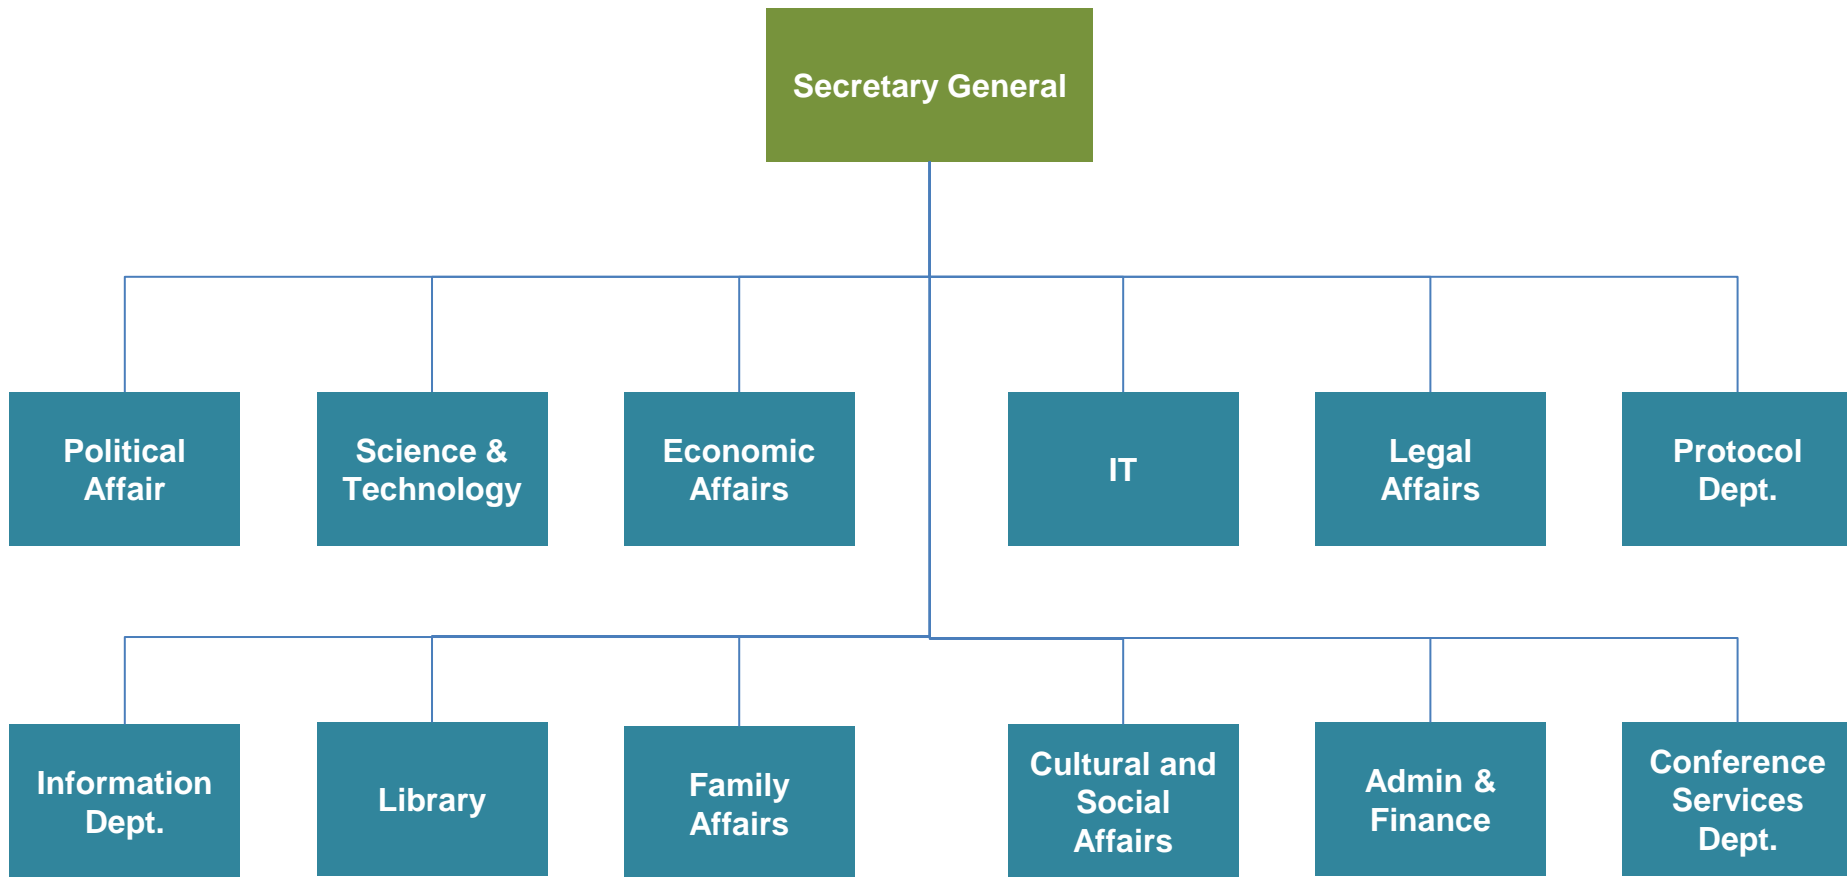 Secretary General
Political
Affair
Science &
Technology
Economic
Affairs
IT
Legal
Affairs
Protocol
Dept.
Information
Dept.
Library
Family
Affairs
Cultural and
Social
Affairs
Admin &
Finance
Conference
Services
Dept.